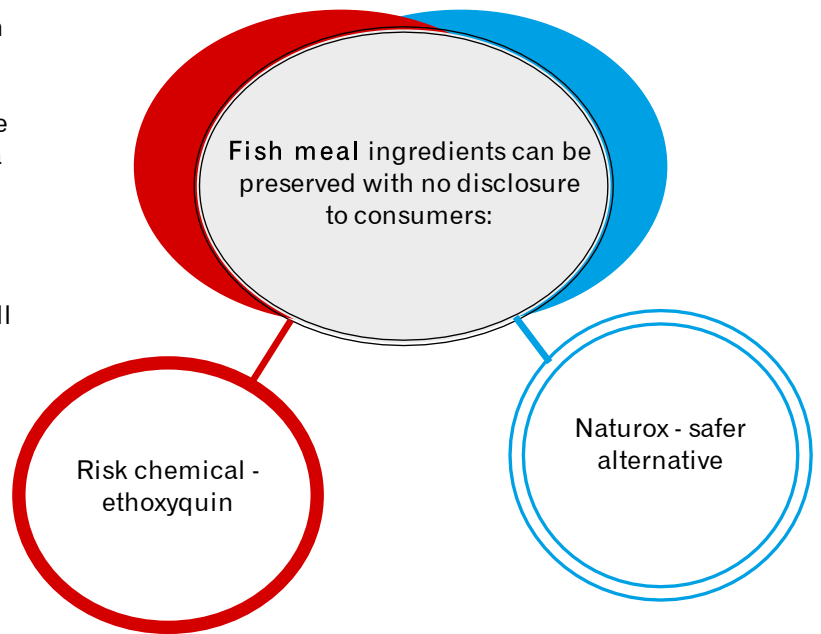 Fish meal ingredients can be
preserved with no disclosure
to consumers:
Risk chemical -
ethoxyquin
Naturox - safer
alternative